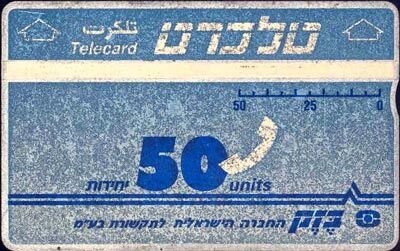 تلكرت
Telecard
טלכרט
50 25 0
50
יחידות
units
בזק החברה הישראלית לתקשורת בע"מ